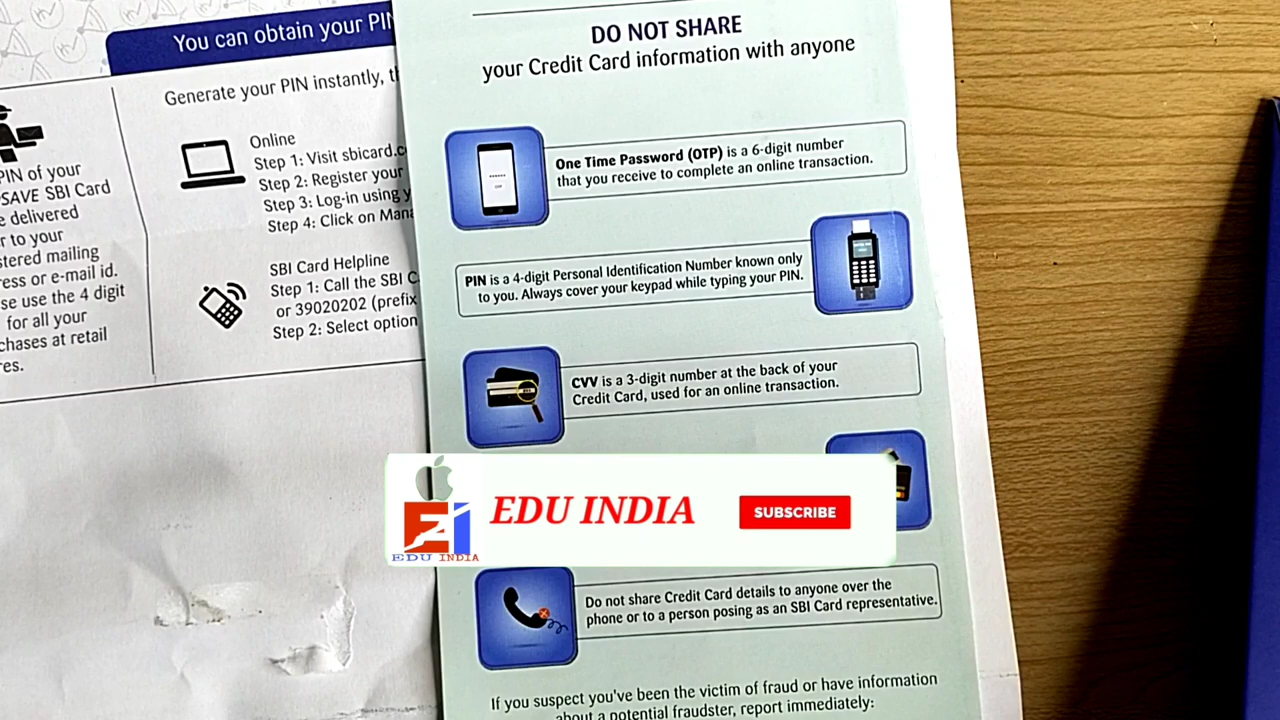 You can obtain your PIN
Generate your PIN instantly,
PIN of your
SAVE SBI Card
delivered
r to your
stered mailing
ress or e-mail id.
se use the 4 digit
for all your
chases at retail
res.
Online
Step 1: Visit sbicard.c
Step 2: Register your
Step 3: Log-in using
Step 4: Click on Mana
SBI Card Helpline
Step 1: Call the SBI C
or 39020202 (prefix
Step 2: Select option
DO NOT SHARE
your Credit Card information with anyone
One Time Password (OTP) is a 6-digit number
that you receive to complete an online transaction.
PIN is a 4-digit Personal Identification Number known only
to you. Always cover your keypad while typing your PIN.
CVV is a 3-digit number at the back of your
Credit Card, used for an online transaction.
EDU INDIA
SUBSCRIBE
EDU INDIA
Do not share Credit Card details to anyone over the
phone or to a person posing as an SBI Card representative.
If you suspect you've been the victim of fraud or have information
about a potential fraudster, report immediately: